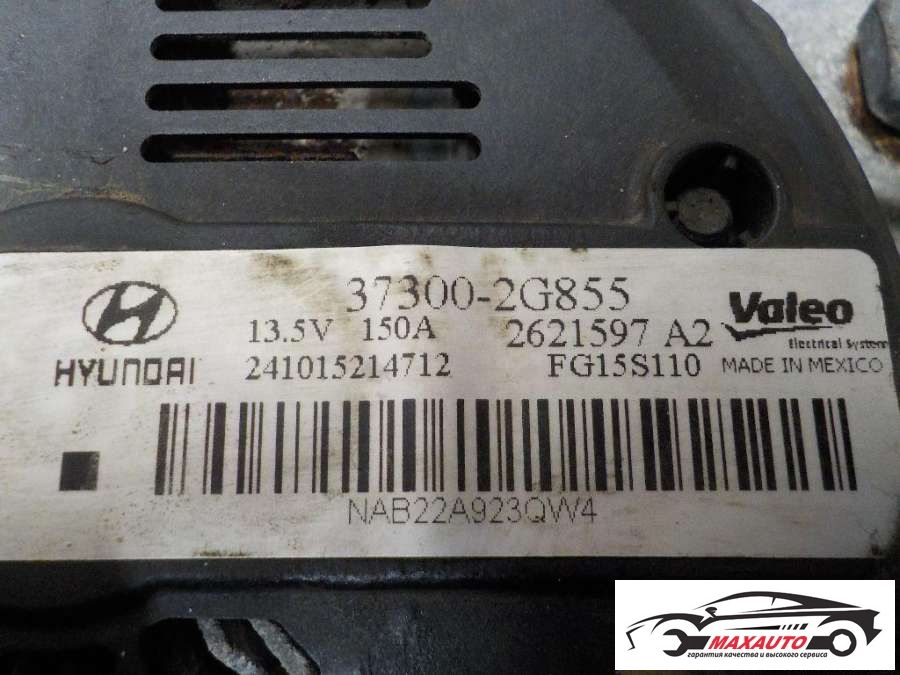 37300-2G855
13.5V 150A 2621597 A2
241015214712 FG15S110
HYUNDAI
Valeo
Electrical System
MADE IN MEXICO
NAB22A923QW4
MAXAUTO
гарантия качества и высокого сервиса